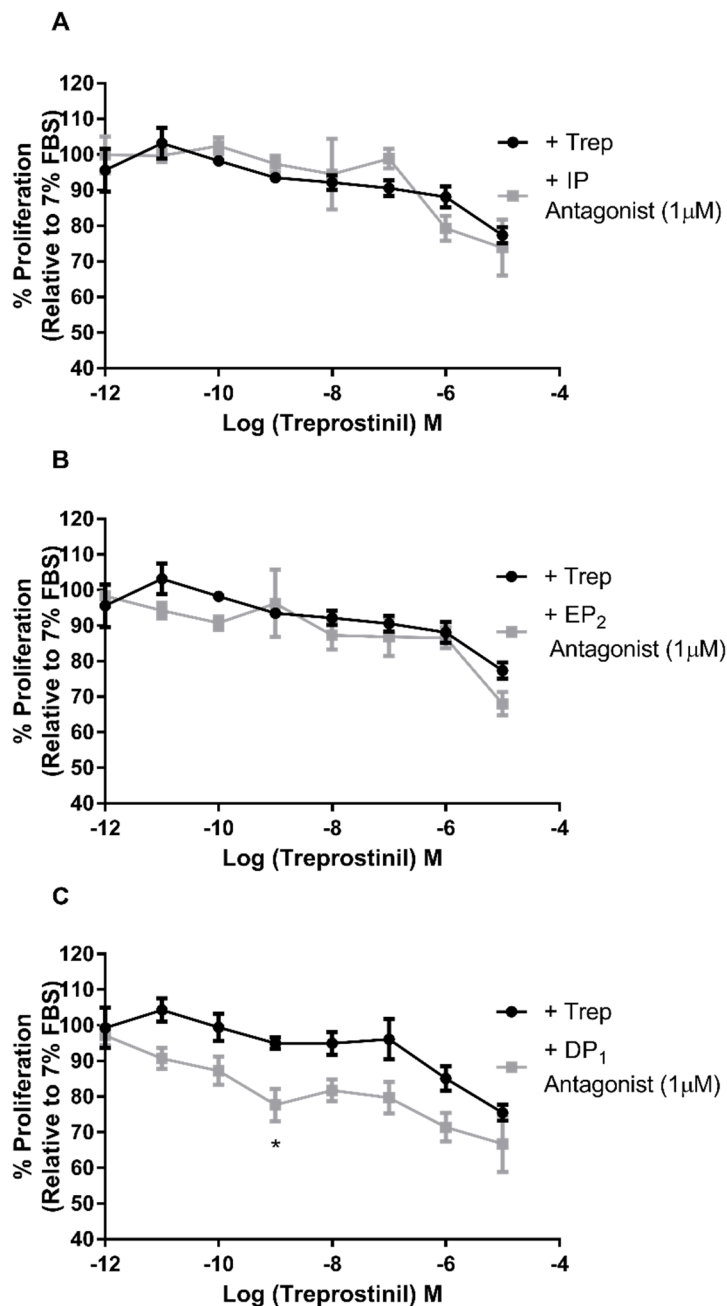 A
% Proliferation
(Relative to 7% FBS)
120
110
100
90
80
70
60
50
40
-12
-10
-8
-6
-4
Log (Treprostinil) M
+ Trep
+ IP
Antagonist (1μM)
B
% Proliferation
(Relative to 7% FBS)
120
110
100
90
80
70
60
50
40
-12
-10
-8
-6
-4
Log (Treprostinil) M
+ Trep
+ EP2
Antagonist (1μM)
C
% Proliferation
(Relative to 7% FBS)
120
110
100
90
80
70
60
50
40
*
-12
-10
-8
-6
-4
Log (Treprostinil) M
+ Trep
+ DP1
Antagonist (1μM)